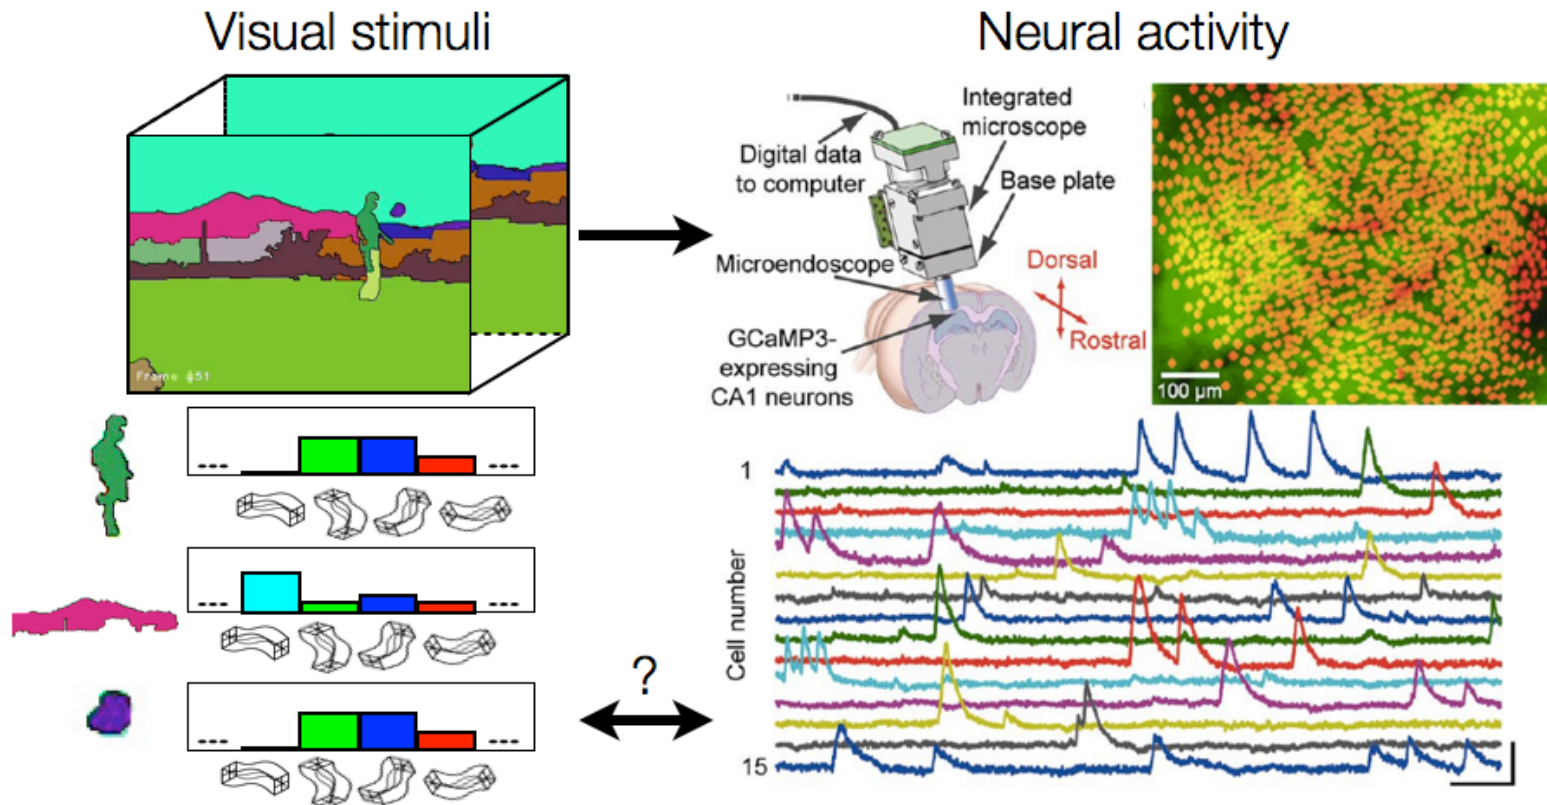 Visual stimuli
Neural activity
Frame #51
Digital data
to computer
Integrated
microscope
Base plate
Microendoscope
Dorsal
Rostral
GCaMP3-
expressing
CA1 neurons
100 µm
?
Cell number
1
15